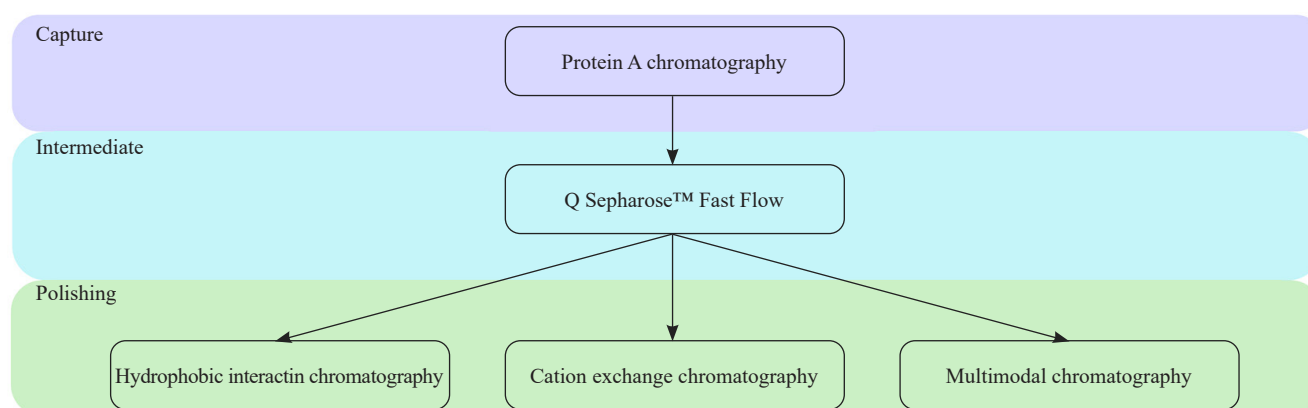 Capture
Protein A chromatography
Intermediate
Q Sepharose™ Fast Flow
Polishing
Hydrophobic interactin chromatography
Cation exchange chromatography
Multimodal chromatography